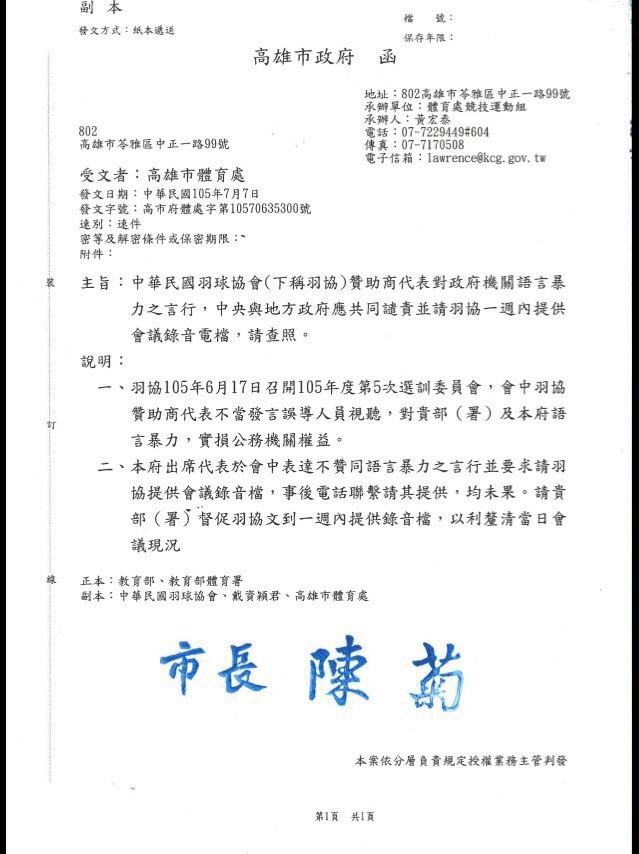 副本
發文方式：紙本遞送
檔　　號：
保存年限：
高雄市政府　函
地址：802高雄市苓雅區中正一路99號
承辦單位：體育處競技運動組
承辦人：黃宏泰
電話：07-7229449#604
傳真：07-7170508
電子信箱：lawrence@kcg.gov.tw
802
高雄市苓雅區中正一路99號
受文者：高雄市體育處
發文日期：中華民國105年7月7日
發文字號：高市府體處字第10570635300號
速別：速件
密等及解密條件或保密期限：
附件：
主旨：中華民國羽球協會(下稱羽協)贊助商代表對政府機關語言暴
力之言行，中央與地方政府應共同譴責並請羽協一週內提供
會議錄音電檔，請查照。
說明：
一、羽協105年6月17日召開105年度第5次選訓委員會，會中羽協
贊助商代表不當發言誤導人員視聽，對貴部（署）及本府語
言暴力，實損公務機關權益。
二、本府出席代表於會中表達不贊同語言暴力之言行並要求請羽
協提供會議錄音檔，事後電話聯繫請其提供，均未果。請貴
部（署）督促羽協文到一週內提供錄音檔，以利釐清當日會
議現況
正本：教育部、教育部體育署
副本：中華民國羽球協會、戴資穎君、高雄市體育處
市長 陳菊
本案依分層負責規定授權業務主管判發
第1頁　共1頁
裝
訂
線